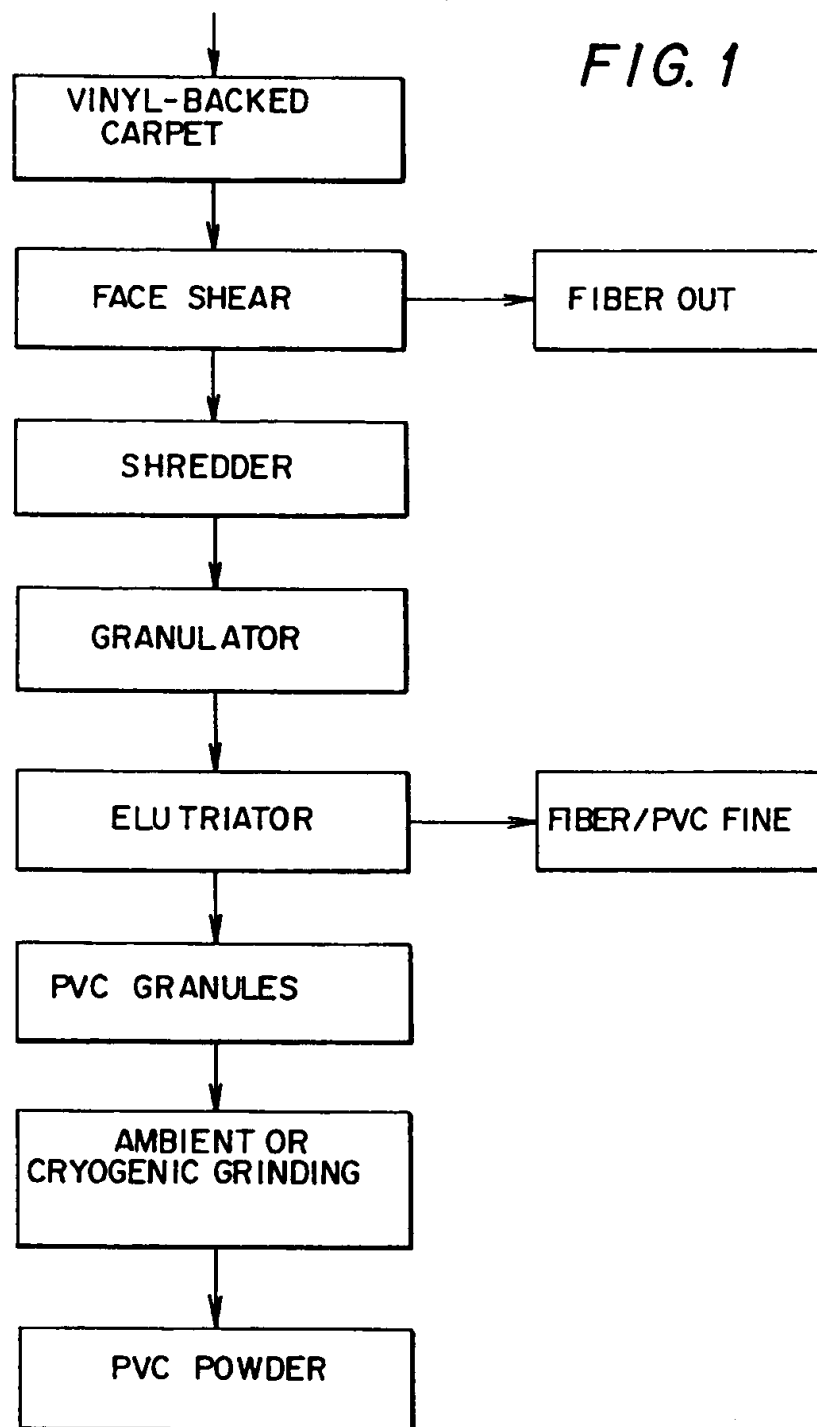 FIG. 1
VINYL-BACKED
CARPET
FACE SHEAR
FIBER OUT
SHREDDER
GRANULATOR
ELUTRIATOR
FIBER/PVC FINE
PVC GRANULES
AMBIENT OR
CRYOGENIC GRINDING
PVC POWDER